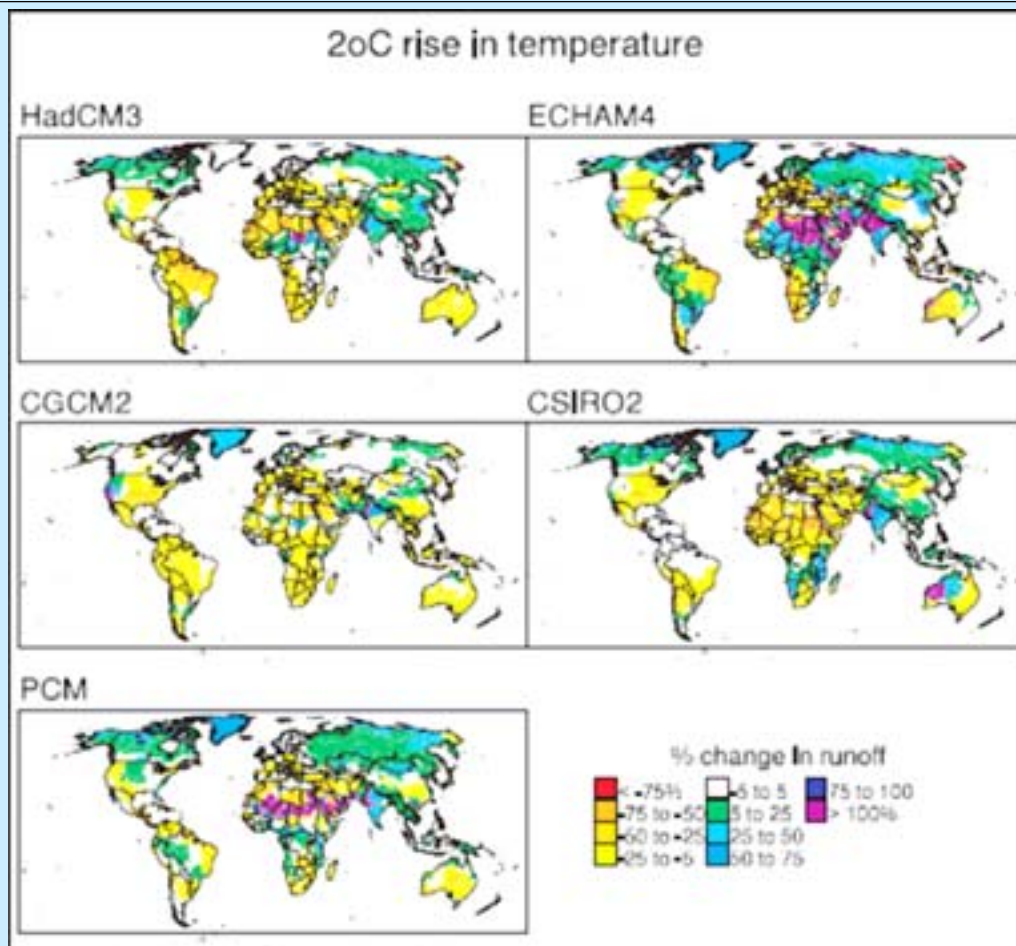 2oC rise in temperature
HadCM3
ECHAM4
CGCM2
CSIRO2
PCM
% change in runoff
< -75%
-75 to -50
-50 to -25
-25 to -5
-5 to 5
5 to 25
25 to 50
50 to 75
75 to 100
> 100%